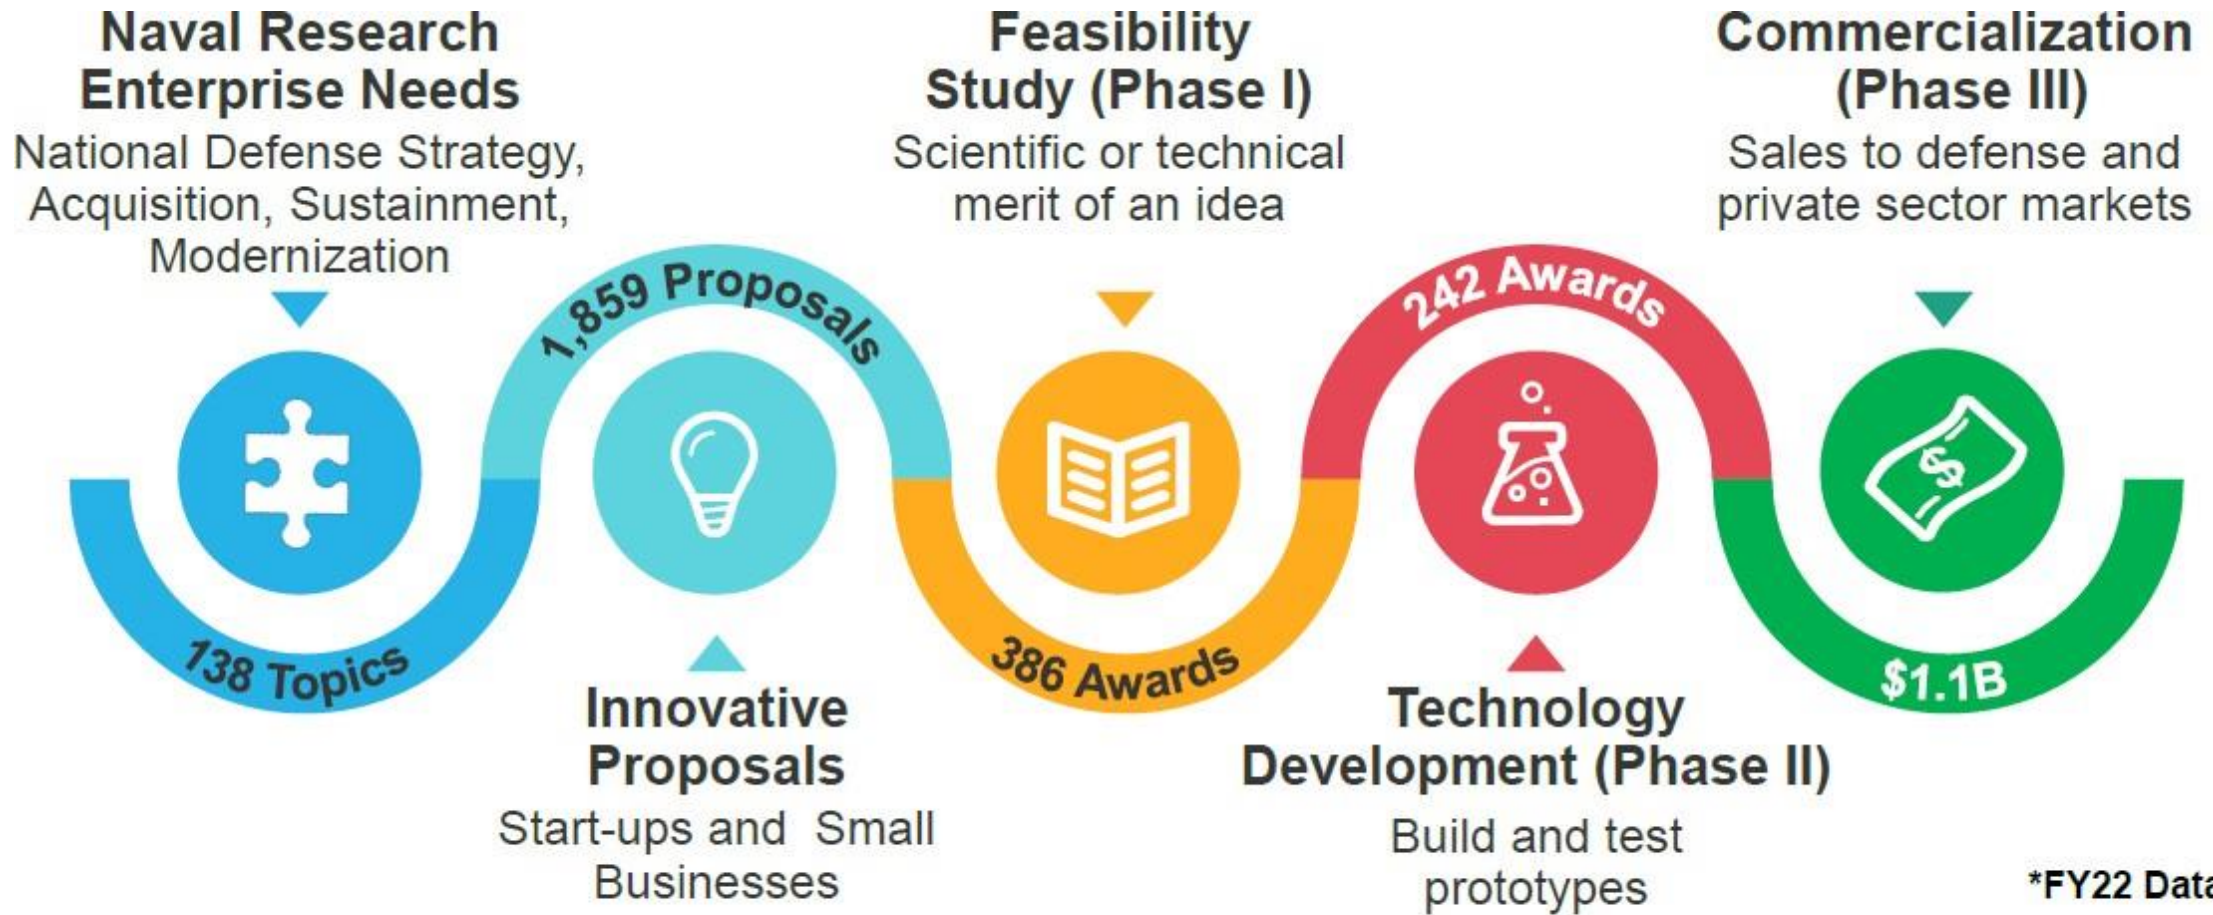 Naval Research
Enterprise Needs
National Defense Strategy,
Acquisition, Sustainment,
Modernization
138 Topics
1,859 Proposals
Innovative
Proposals
Start-ups and Small
Businesses
Feasibility
Study (Phase I)
Scientific or technical
merit of an idea
386 Awards
242 Awards
Technology
Development (Phase II)
Build and test
prototypes
Commercialization
(Phase III)
Sales to defense and
private sector markets
$
$1.1B
*FY22 Data